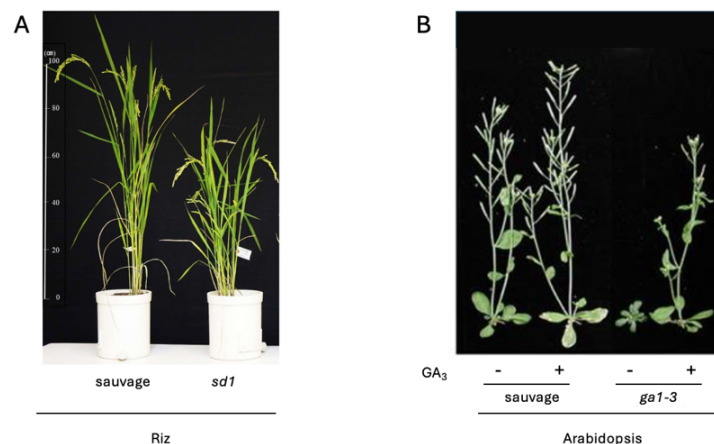 A
B
(cm)
100
80
60
40
20
0
sauvage sd1
Riz
GA₃ - + - +
sauvage ga1-3
Arabidopsis